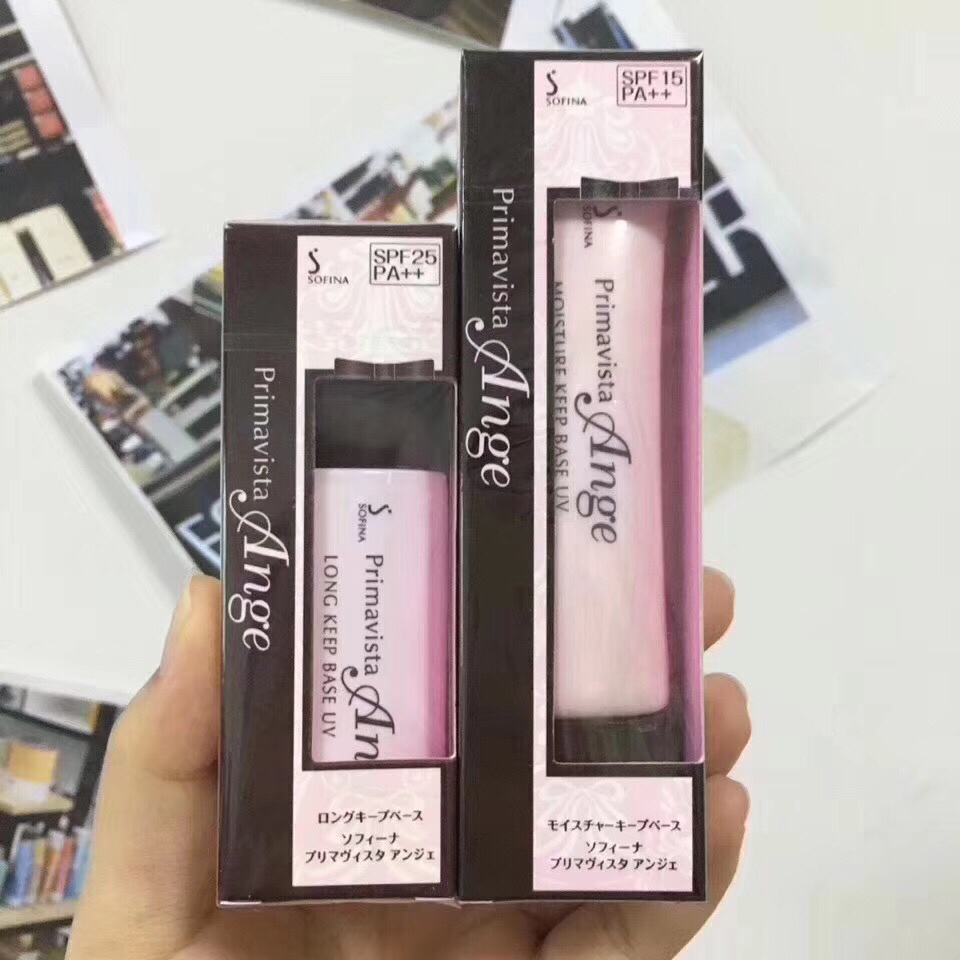 SOFINA
SPF25
PA++
Primavista
Ange
SOFINA
Primavista
An
LONG KEEP BASE UV
ロングキープベース
ソフィーナ
プリマヴィスタ アンジェ
SOFINA
SPF15
PA++
Primavista
Ange
SOFINA
Primavista
Ange
MOISTURE KEEP BASE UV
モイスチャーキープベース
ソフィーナ
プリマヴィスタ アンジェ